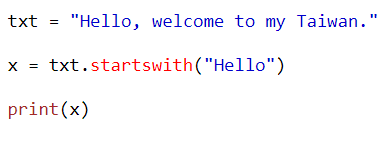 txt = "Hello, welcome to my Taiwan."
x = txt.startswith("Hello")
print(x)